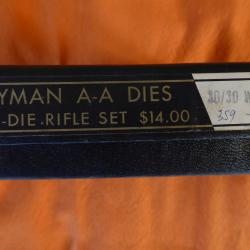 YMAN A-A DIES
-DIE RIFLE SET $14.00
30/30 W
359